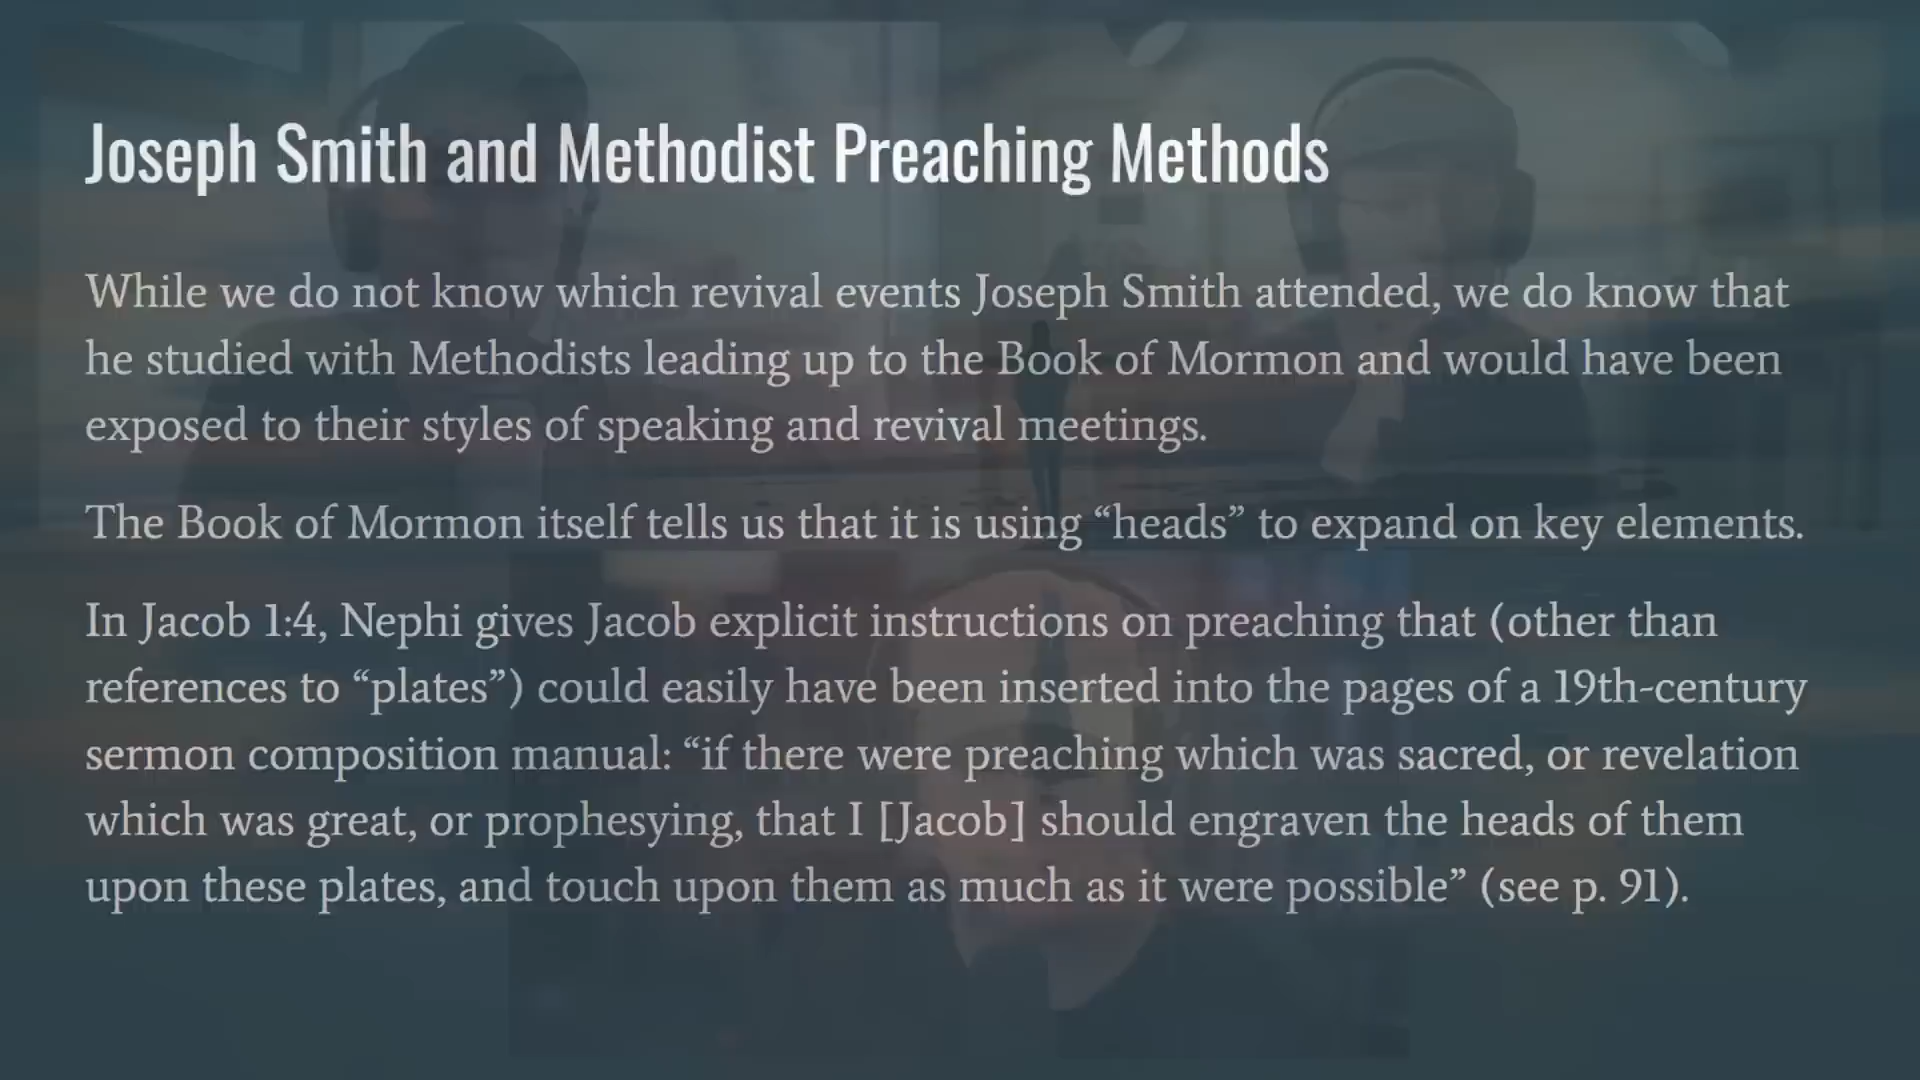 Joseph Smith and Methodist Preaching Methods
While we do not know which revival events Joseph Smith attended, we do know that
he studied with Methodists leading up to the Book of Mormon and would have been
exposed to their styles of speaking and revival meetings.
The Book of Mormon itself tells us that it is using “heads” to expand on key elements.
In Jacob 1:4, Nephi gives Jacob explicit instructions on preaching that (other than
references to “plates”) could easily have been inserted into the pages of a 19th-century
sermon composition manual: “if there were preaching which was sacred, or revelation
which was great, or prophesying, that I [Jacob] should engraven the heads of them
upon these plates, and touch upon them as much as it were possible” (see p. 91).